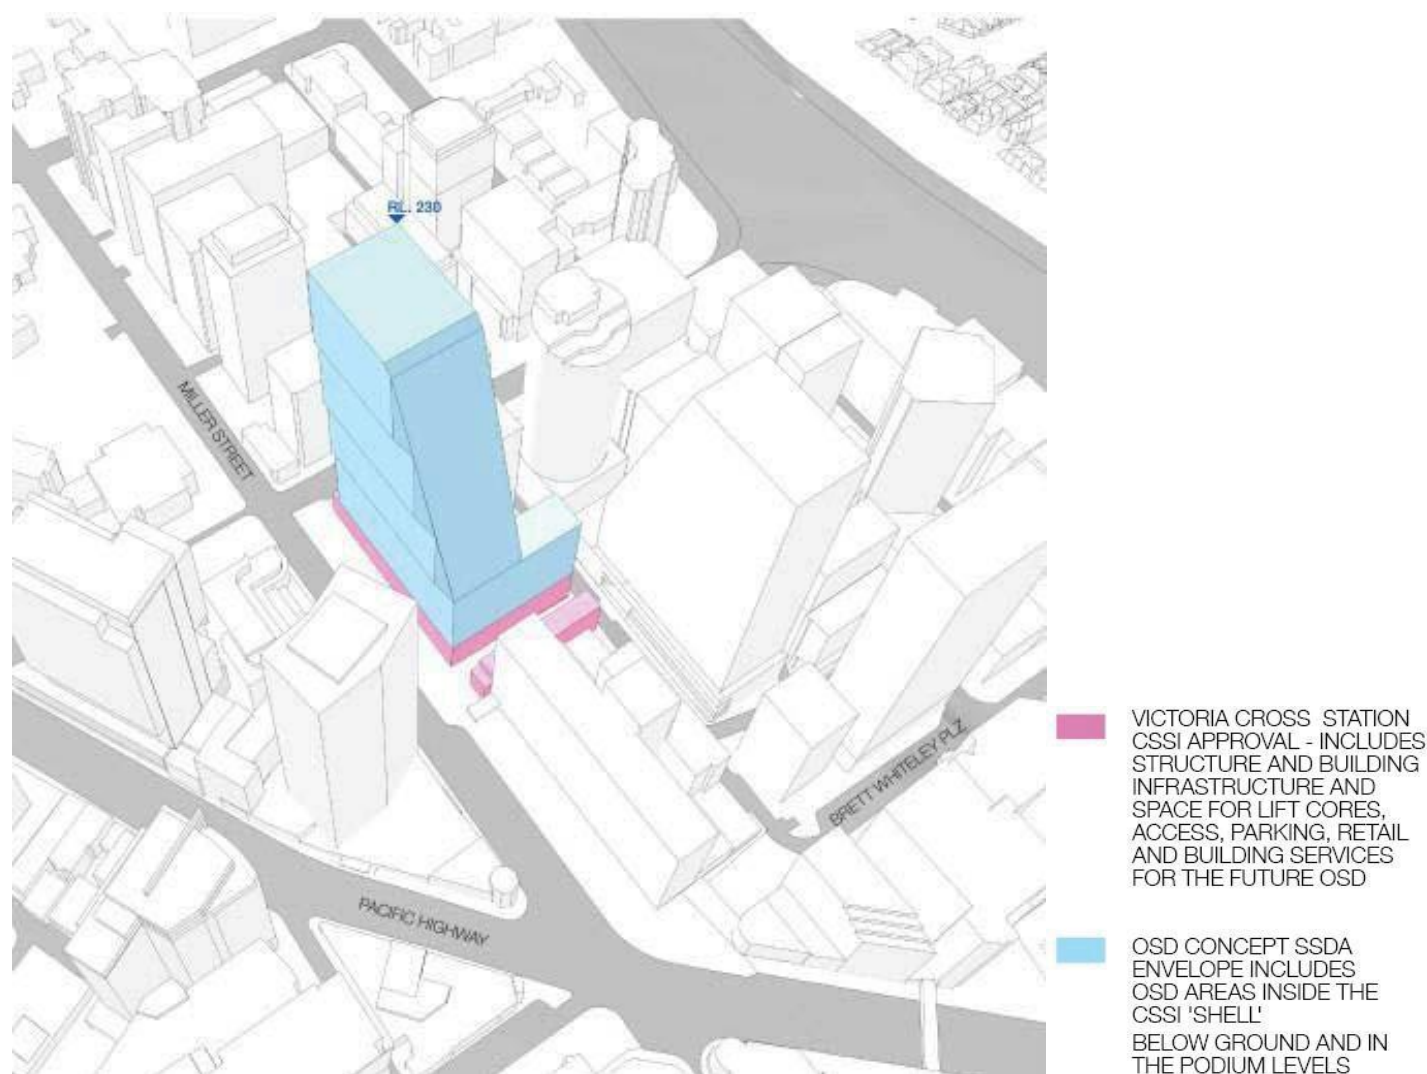 RL. 230
MILLER STREET
BRETT WHITELEY PLZ
PACIFIC HIGHWAY
VICTORIA CROSS STATION
CSSI APPROVAL - INCLUDES
STRUCTURE AND BUILDING
INFRASTRUCTURE AND
SPACE FOR LIFT CORES,
ACCESS, PARKING, RETAIL
AND BUILDING SERVICES
FOR THE FUTURE OSD
OSD CONCEPT SSDA
ENVELOPE INCLUDES
OSD AREAS INSIDE THE
CSSI 'SHELL'
BELOW GROUND AND IN
THE PODIUM LEVELS